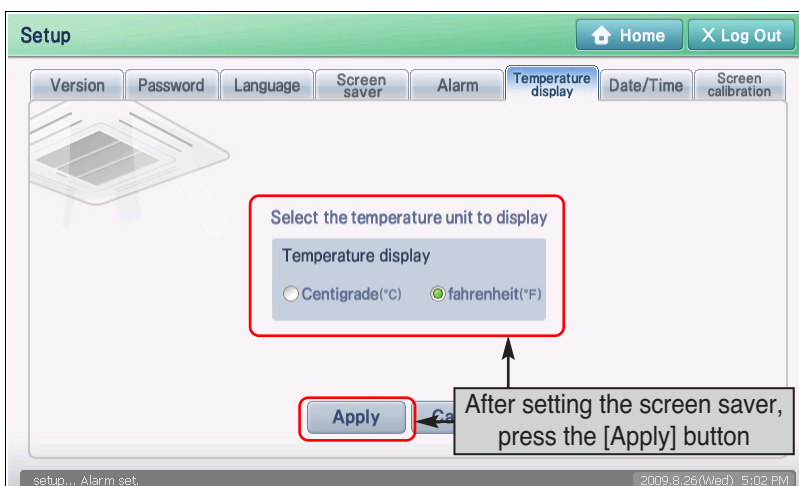 Setup
Home
X Log Out
Version
Password
Language
Screen
saver
Alarm
Temperature
display
Date/Time
Screen
calibration
Select the temperature unit to display
Temperature display
Centigrade(°C)
fahrenheit(°F)
Apply
After setting the screen saver,
press the [Apply] button
setup... Alarm set.
2009.8.26(Wed) 5:02 PM